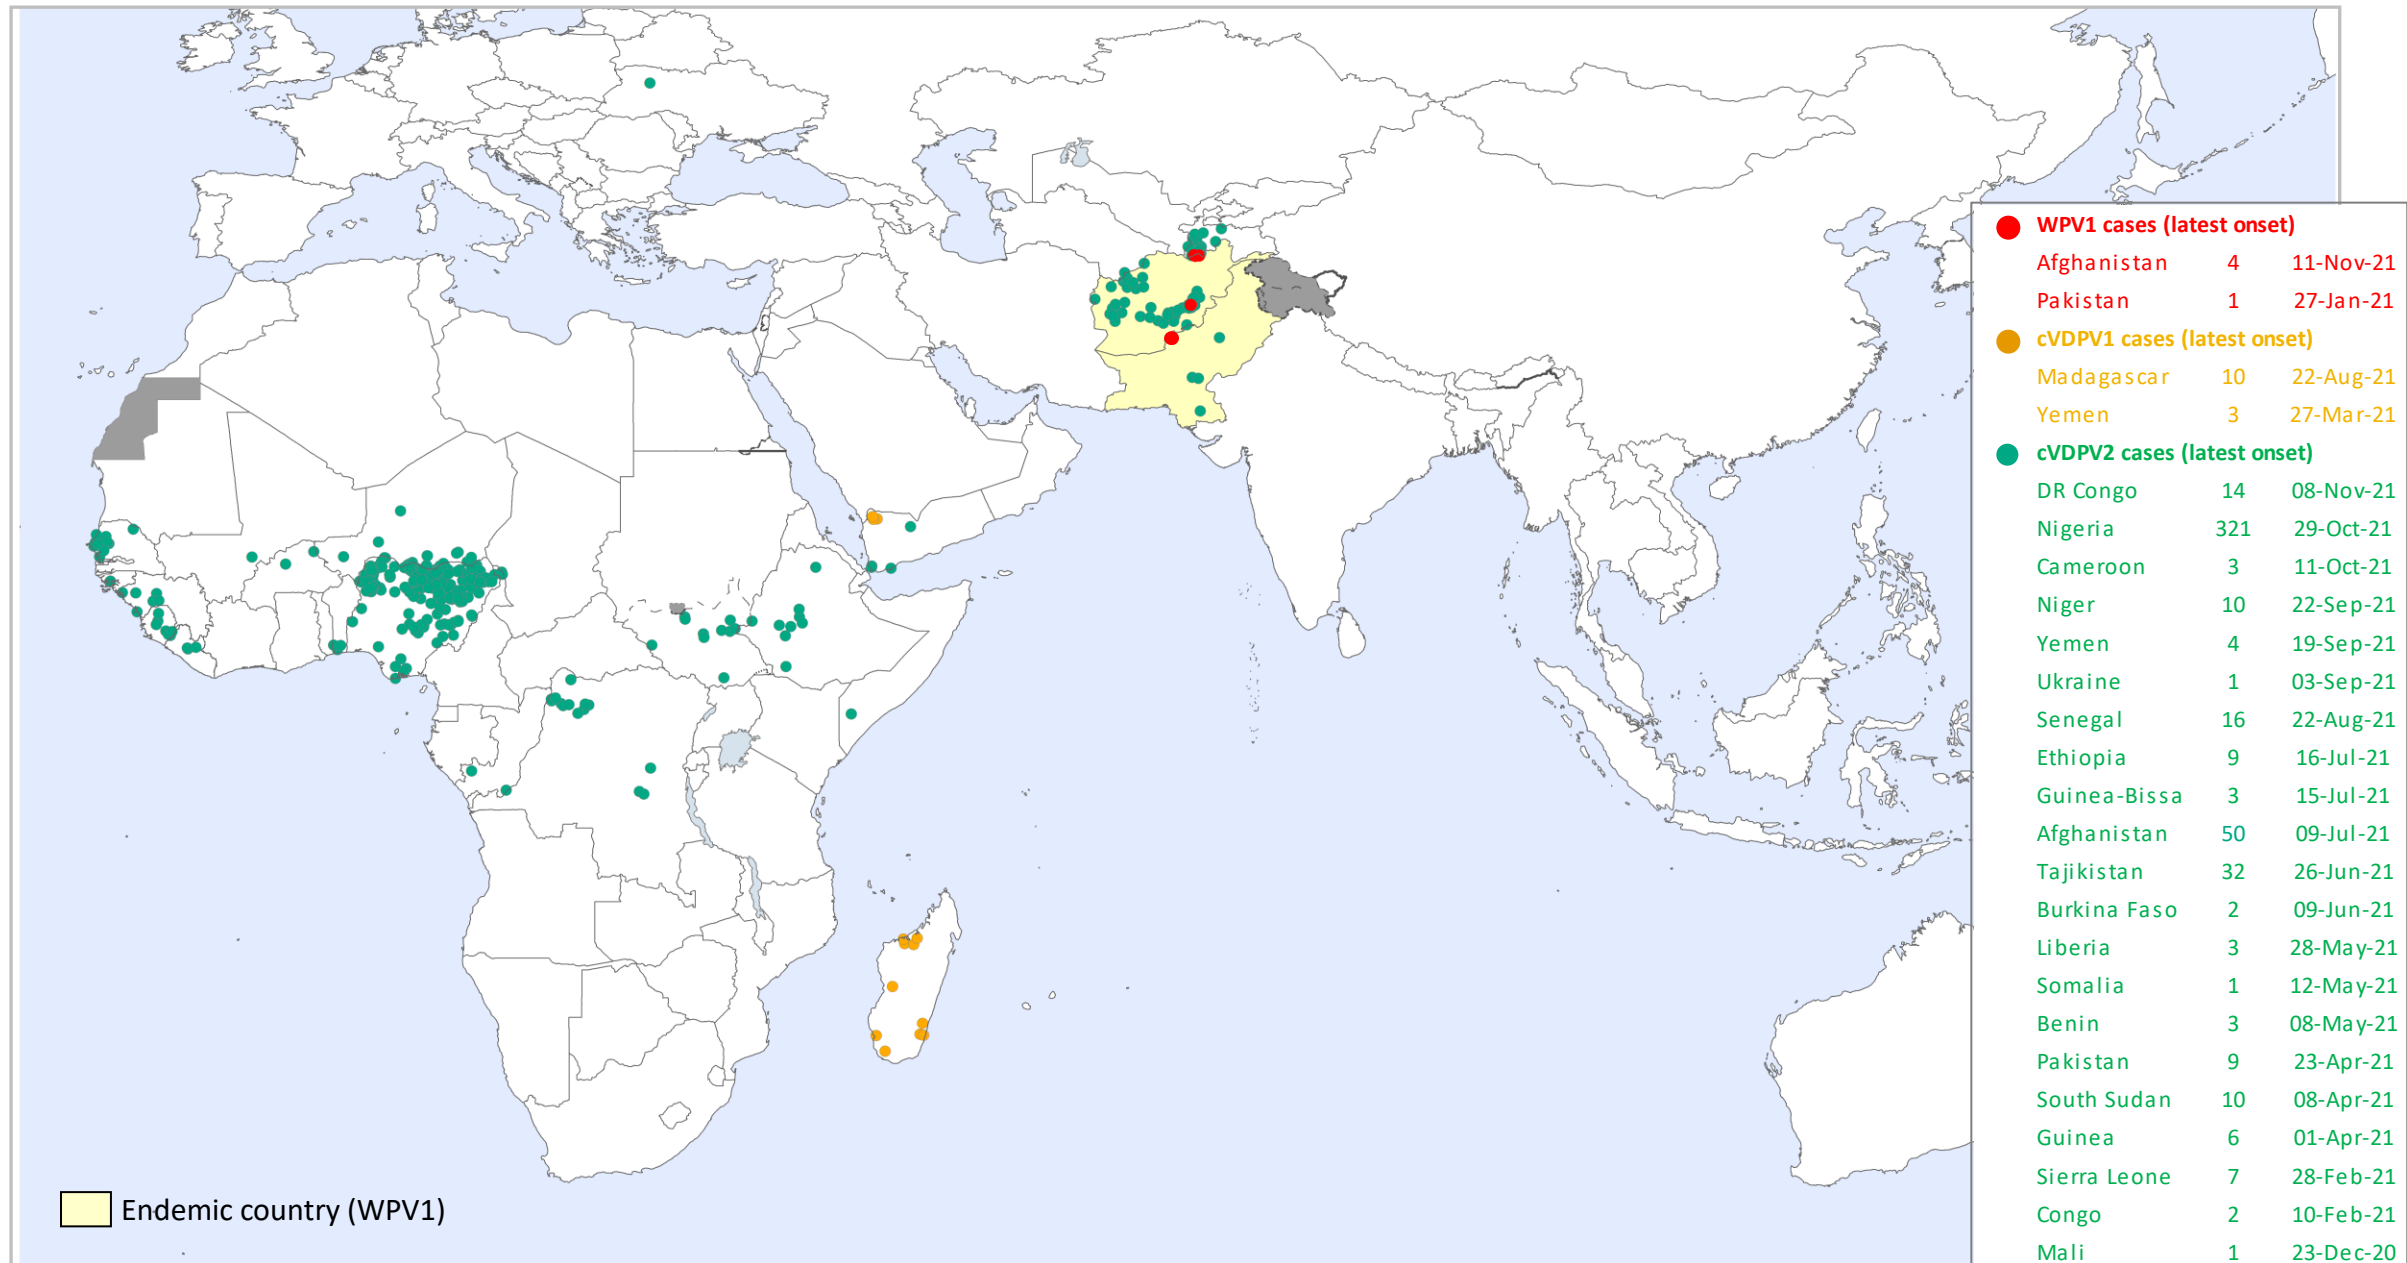 WPV1 cases (latest onset)
Afghanistan 4 11-Nov-21
Pakistan 1 27-Jan-21
cVDPV1 cases (latest onset)
Madagascar 10 22-Aug-21
Yemen 3 27-Mar-21
cVDPV2 cases (latest onset)
DR Congo 14 08-Nov-21
Nigeria 321 29-Oct-21
Cameroon 3 11-Oct-21
Niger 10 22-Sep-21
Yemen 4 19-Sep-21
Ukraine 1 03-Sep-21
Senegal 16 22-Aug-21
Ethiopia 9 16-Jul-21
Guinea-Bissa 3 15-Jul-21
Afghanistan 50 09-Jul-21
Tajikistan 32 26-Jun-21
Burkina Faso 2 09-Jun-21
Liberia 3 28-May-21
Somalia 1 12-May-21
Benin 3 08-May-21
Pakistan 9 23-Apr-21
South Sudan 10 08-Apr-21
Guinea 6 01-Apr-21
Sierra Leone 7 28-Feb-21
Congo 2 10-Feb-21
Mali 1 23-Dec-20
Endemic country (WPV1)